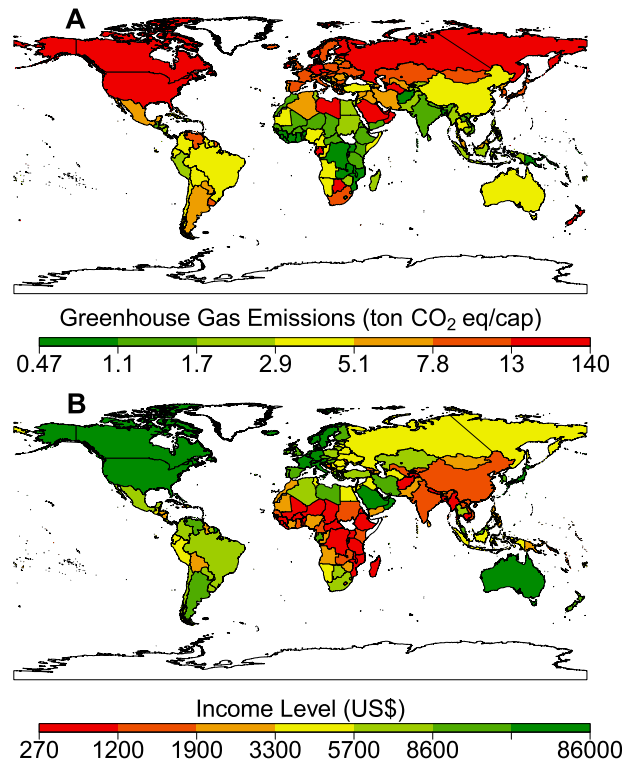 A
Greenhouse Gas Emissions (ton CO₂ eq/cap)
0.47 1.1 1.7 2.9 5.1 7.8 13 140
B
Income Level (US$)
270 1200 1900 3300 5700 8600 86000